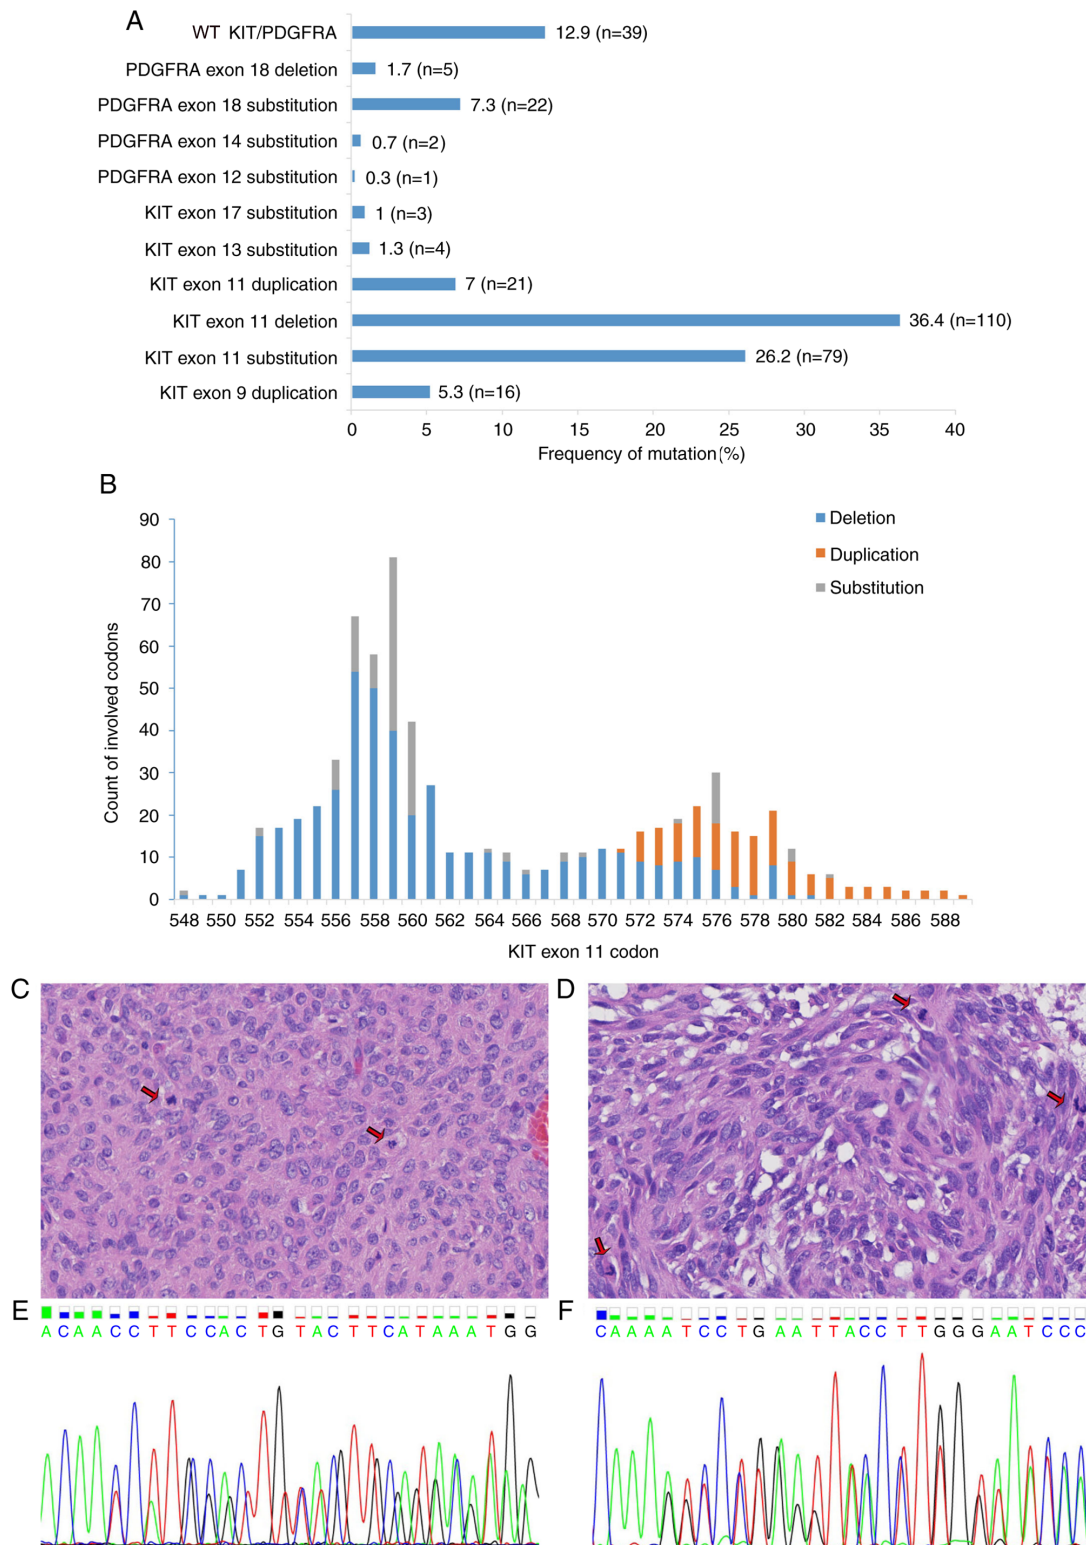 A
WT KIT/PDGFRA
12.9 (n=39)
PDGFRA exon 18 deletion
1.7 (n=5)
PDGFRA exon 18 substitution
7.3 (n=22)
PDGFRA exon 14 substitution
0.7 (n=2)
PDGFRA exon 12 substitution
0.3 (n=1)
KIT exon 17 substitution
1 (n=3)
KIT exon 13 substitution
1.3 (n=4)
KIT exon 11 duplication
7 (n=21)
KIT exon 11 deletion
36.4 (n=110)
KIT exon 11 substitution
26.2 (n=79)
KIT exon 9 duplication
5.3 (n=16)
0 5 10 15 20 25 30 35 40
Frequency of mutation(%)
B
Count of involved codons
90
80
70
60
50
40
30
20
10
0
Deletion
Duplication
Substitution
548 550 552 554 556 558 560 562 564 566 568 570 572 574 576 578 580 582 584 586 588
KIT exon 11 codon
C
D
E
A C A A C C T T C C A C T G T A C T T C A T A A A T G G
F
C A A A A T C C T G A A T T A C C T T G G G A A T C C C